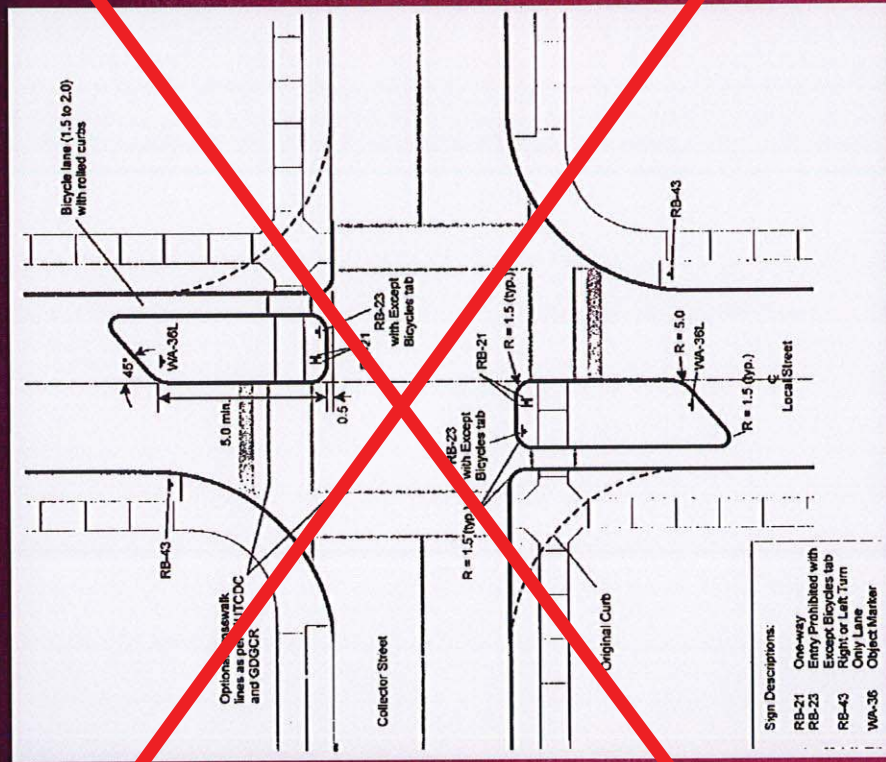 Bicycle lane (1.5 to 2.0)
with rolled curbs
45°
WA-36L
5.0 min.
0.5
RB-23
with Except
Bicycles tab
RB-43
Optional
lines as per
and GDGCR
Collector Street
RB-43
R = 1.5 (typ.)
RB-21
RB-23
with Except
Bicycles tab
R = 1.5 (typ.)
R = 5.0
WA-36L
R = 1.5 (typ.)
Local Street
Original Curb
Sign Descriptions:
RB-21 One-way
RB-23 Entry Prohibited with
Except Bicycles tab
RB-43 Right or Left Turn
Only Lane
WA-36 Object Marker